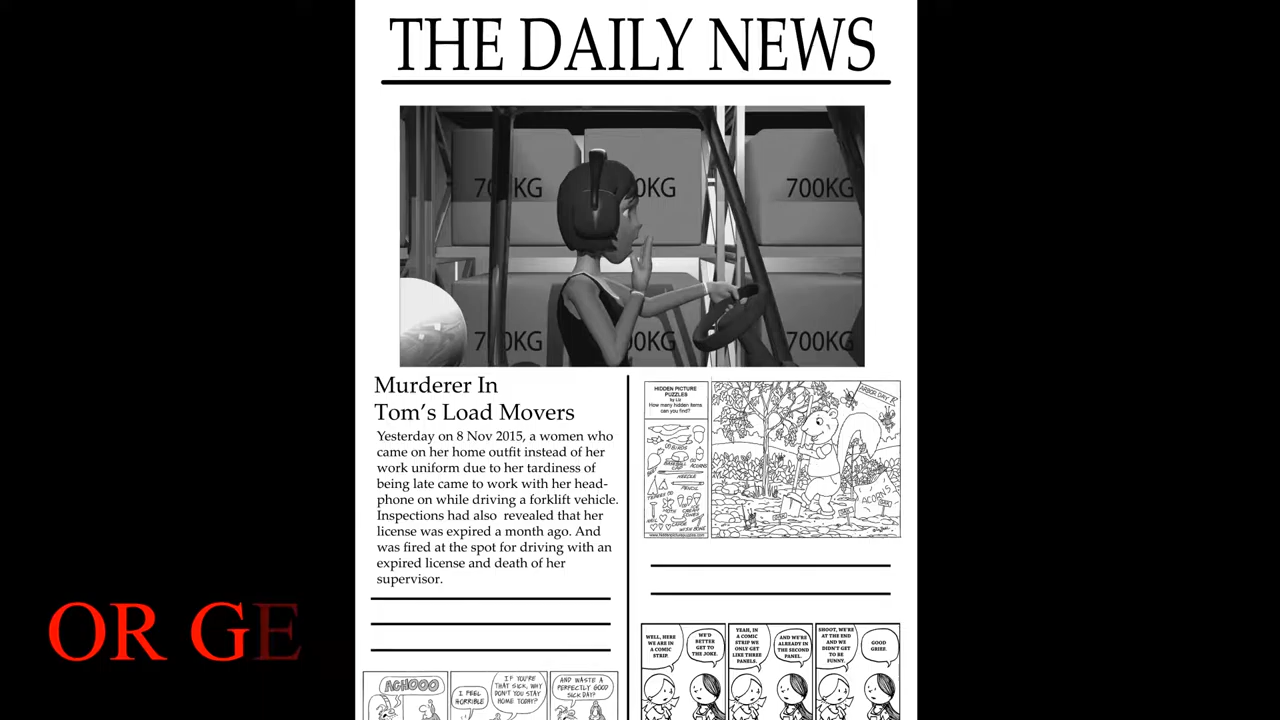 THE DAILY NEWS
700KG
700KG
700KG
Murderer In
Tom's Load Movers
Yesterday on 8 Nov 2015, a women who
came on her home outfit instead of her
work uniform due to her tardiness of
being late came to work with her head-
phone on while driving a forklift vehicle.
Inspections had also revealed that her
license was expired a month ago. And
was fired at the spot for driving with an
expired license and death of her
supervisor.
HIDDEN PICTURE
PUZZLES
by Liz
How many hidden items
can you find?
NEEDLE
PENCIL
ARBOR DAY
ACORNS
OR GE
ACHOOO
I FEEL
HORRIBLE
IF YOU'RE
THAT SICK, WHY
DON'T YOU STAY
HOME TODAY?
AND WASTE A
PERFECTLY GOOD
SICK DAY?
WELL, HERE
WE ARE IN
A COMIC
STRIP.
WE'D
BETTER
GET TO
THE JOKE.
YEAH, IN
A COMIC
STRIP WE
ONLY GET
LIKE THREE
PANELS.
AND WE'RE
ALREADY IN
THE SECOND
PANEL.
SHOOT, WE'RE
AT THE END
AND WE
DIDN'T GET
TO BE
FUNNY.
GOOD
GRIEF.